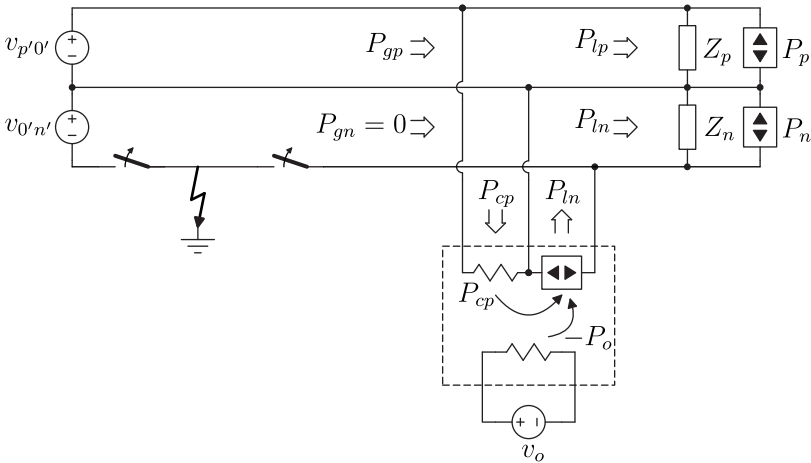 v_{p'0'}
P_{gp} ⇒
P_{lp} ⇒
Z_p
P_p
v_{0'n'}
P_{gn} = 0 ⇒
P_{ln} ⇒
Z_n
P_n
P_{cp}
P_{ln}
P_{cp}
−P_o
v_o